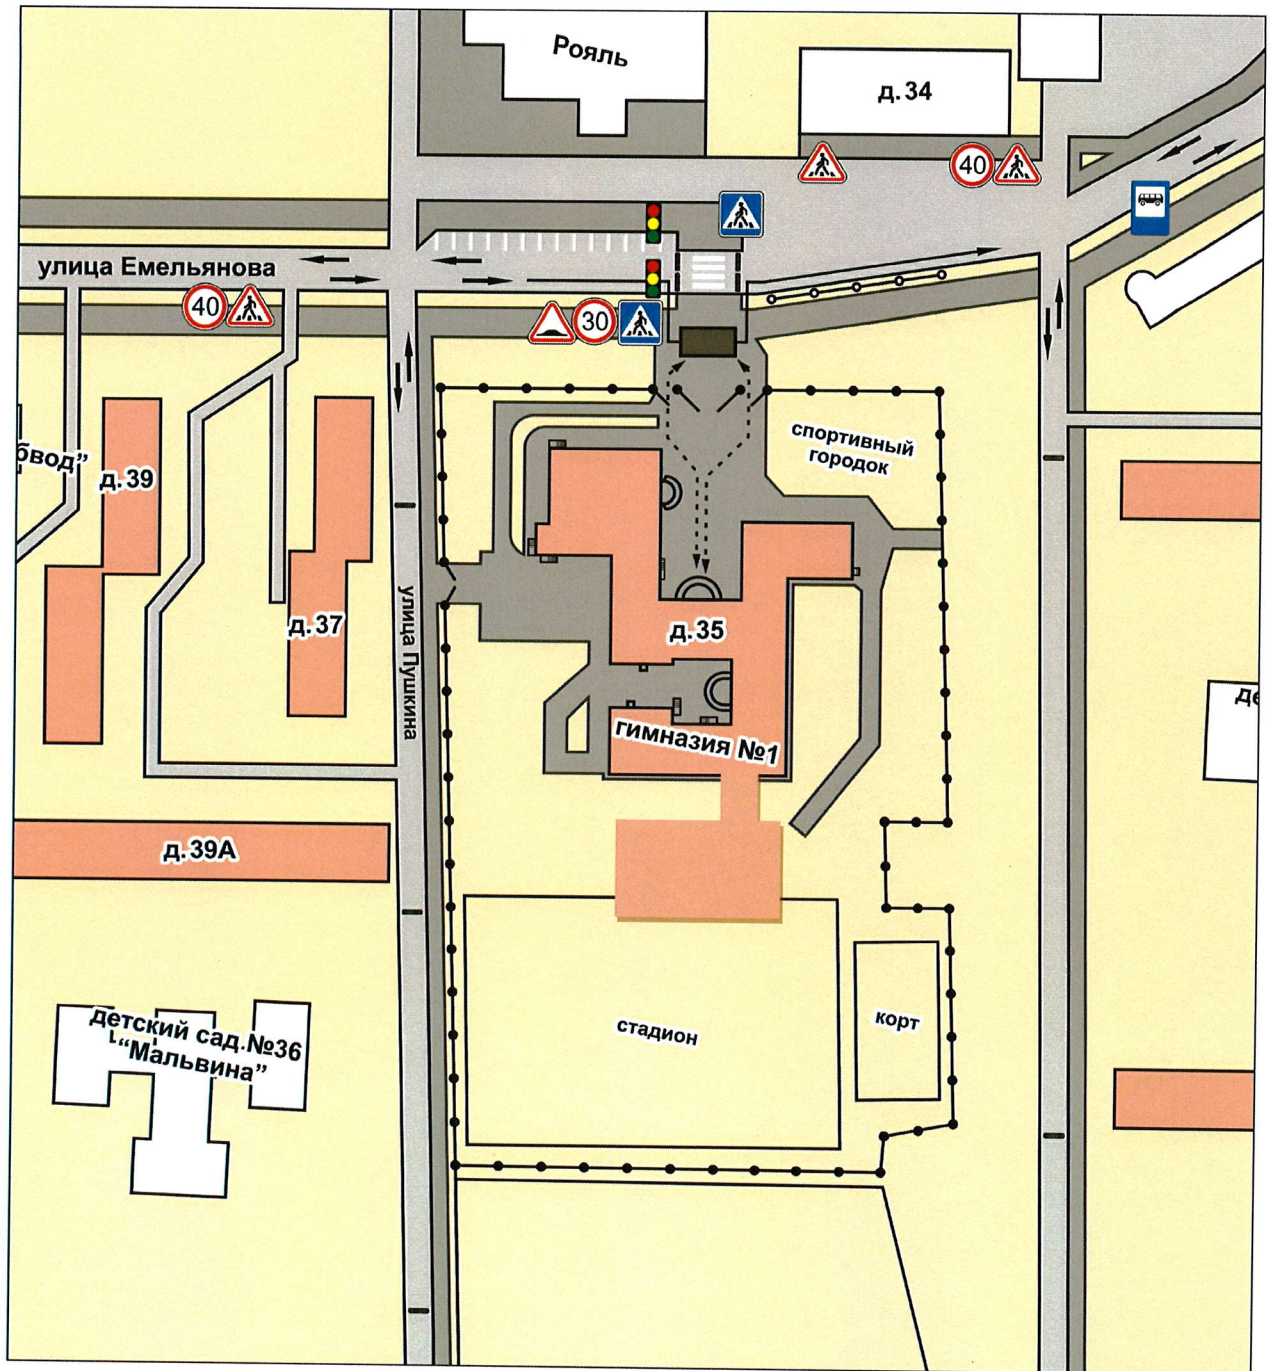 Рояль
д.34
40
улица Емельянова
40
30
спортивный
городок
бвод”
д.39
д.37
улица Пушкина
д.35
гимназия №1
де
д.39А
детский сад.№36
“Мальвина”
стадион
корт